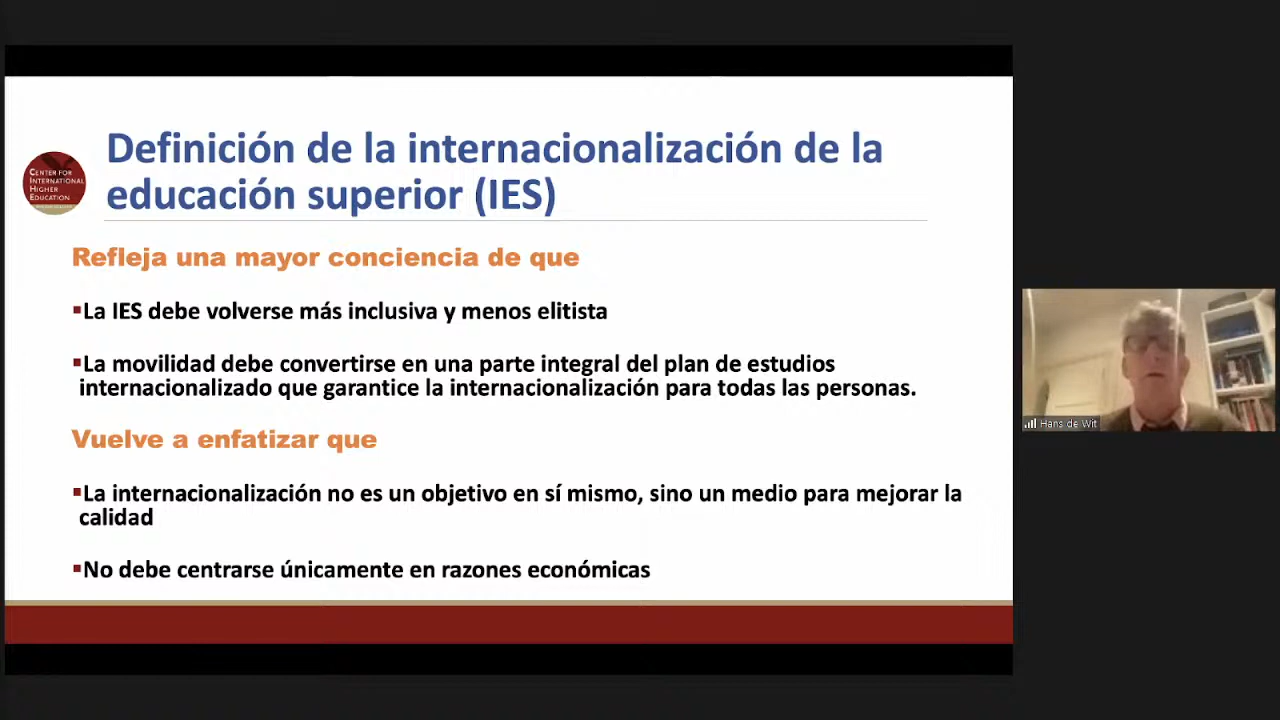 Definición de la internacionalización de la
educación superior (IES)
CENTER FOR
INTERNATIONAL
HIGHER
EDUCATION
Refleja una mayor conciencia de que
▪La IES debe volverse más inclusiva y menos elitista
▪La movilidad debe convertirse en una parte integral del plan de estudios
internacionalizado que garantice la internacionalización para todas las personas.
Vuelve a enfatizar que
▪La internacionalización no es un objetivo en sí mismo, sino un medio para mejorar la
calidad
▪No debe centrarse únicamente en razones económicas
Hans de Wit